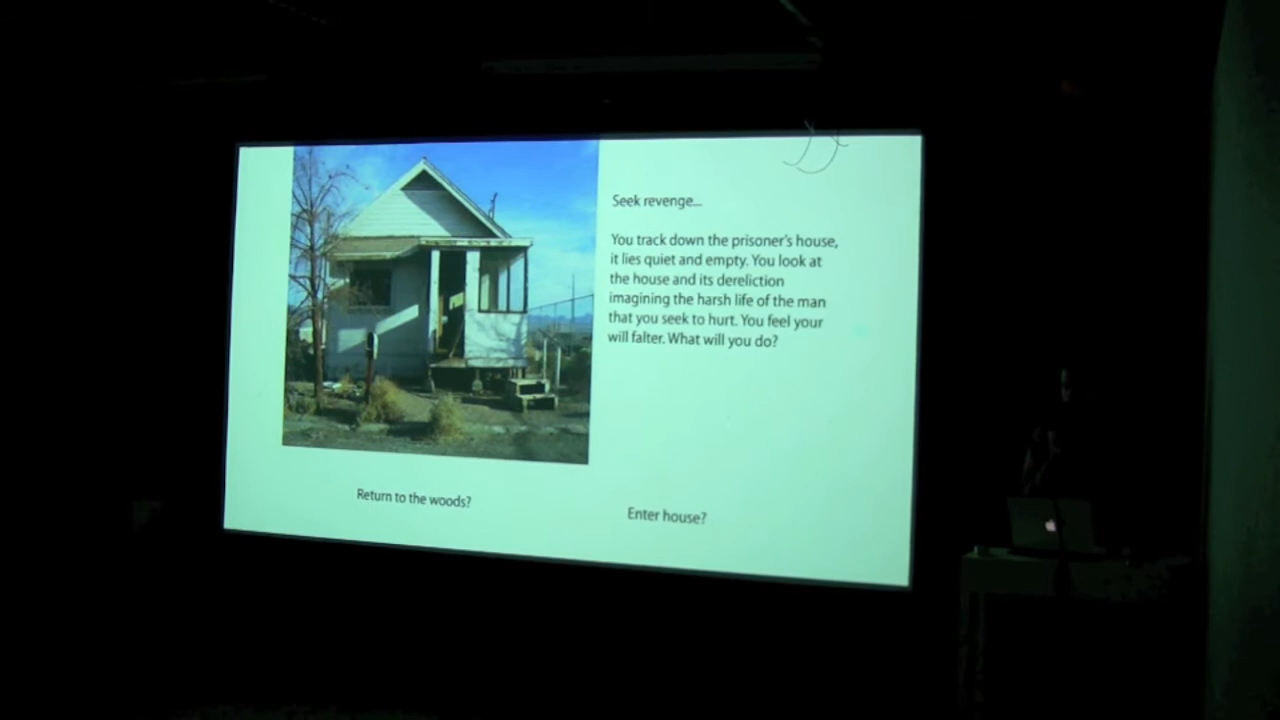 Seek revenge...
You track down the prisoner's house,
it lies quiet and empty. You look at
the house and its dereliction
imagining the harsh life of the man
that you seek to hurt. You feel your
will falter. What will you do?
Return to the woods?
Enter house?